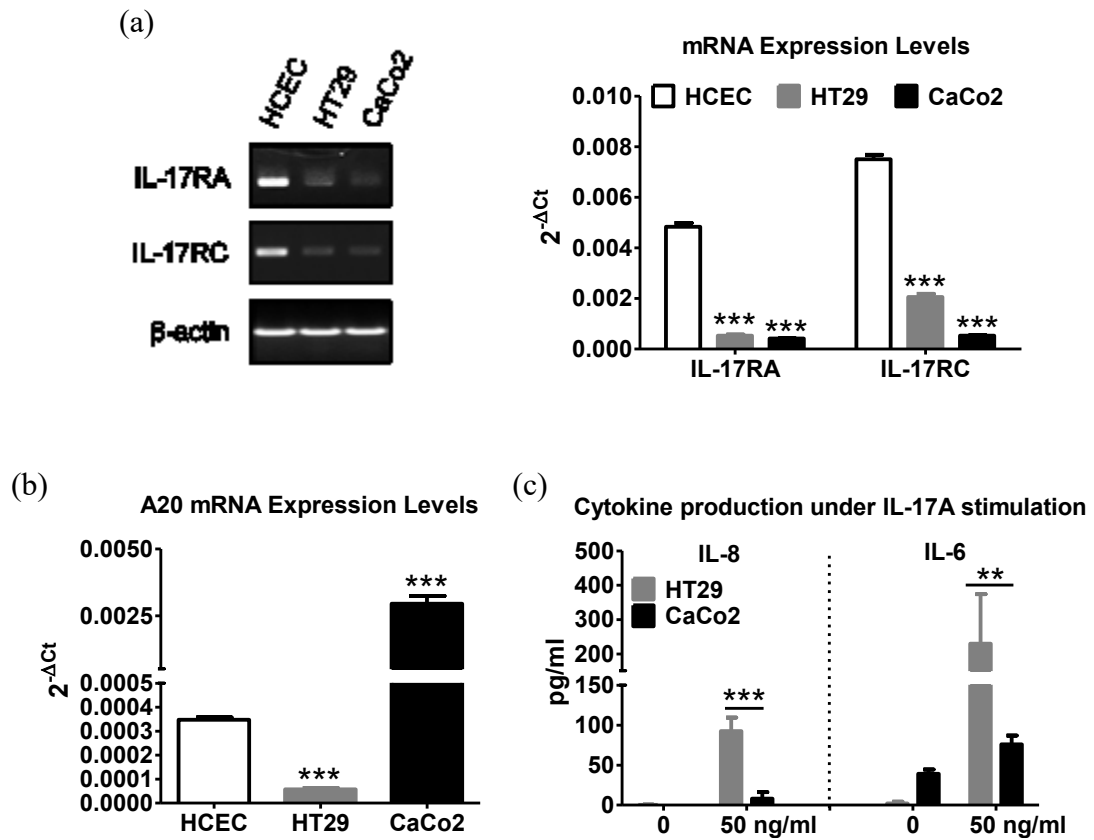 (a)
HCEC HT29 CaCo2
IL-17RA
IL-17RC
β-actin
mRNA Expression Levels
HCEC HT29 CaCo2
0.010
0.008
0.006
0.004
0.002
0.000
2^-ΔCt
*** ***
*** ***
IL-17RA IL-17RC
(b)
A20 mRNA Expression Levels
0.0050
0.0025
0.0005
0.0004
0.0003
0.0002
0.0001
0.0000
2^-ΔCt
***
***
HCEC HT29 CaCo2
(c)
Cytokine production under IL-17A stimulation
IL-8 IL-6
HT29
CaCo2
500
400
300
200
150
100
50
0
pg/ml
***
**
0 50 ng/ml 0 50 ng/ml